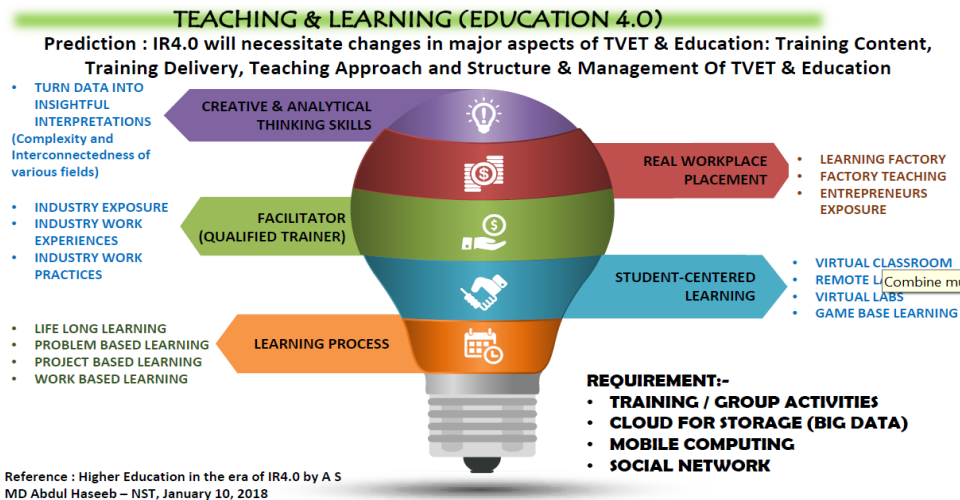 TEACHING & LEARNING (EDUCATION 4.0)
Prediction : IR4.0 will necessitate changes in major aspects of TVET & Education: Training Content,
Training Delivery, Teaching Approach and Structure & Management Of TVET & Education
• TURN DATA INTO
INSIGHTFUL
INTERPRETATIONS
(Complexity and
Interconnectedness of
various fields)
CREATIVE & ANALYTICAL
THINKING SKILLS
REAL WORKPLACE
PLACEMENT
• LEARNING FACTORY
• FACTORY TEACHING
• ENTREPRENEURS
EXPOSURE
• INDUSTRY EXPOSURE
• INDUSTRY WORK
EXPERIENCES
• INDUSTRY WORK
PRACTICES
FACILITATOR
(QUALIFIED TRAINER)
STUDENT-CENTERED
LEARNING
• VIRTUAL CLASSROOM
• REMOTE
Combine
• VIRTUAL LABS
• GAME BASE LEARNING
• LIFE LONG LEARNING
• PROBLEM BASED LEARNING
• PROJECT BASED LEARNING
• WORK BASED LEARNING
LEARNING PROCESS
REQUIREMENT:-
• TRAINING / GROUP ACTIVITIES
• CLOUD FOR STORAGE (BIG DATA)
• MOBILE COMPUTING
• SOCIAL NETWORK
Reference : Higher Education in the era of IR4.0 by A S
MD Abdul Haseeb – NST, January 10, 2018